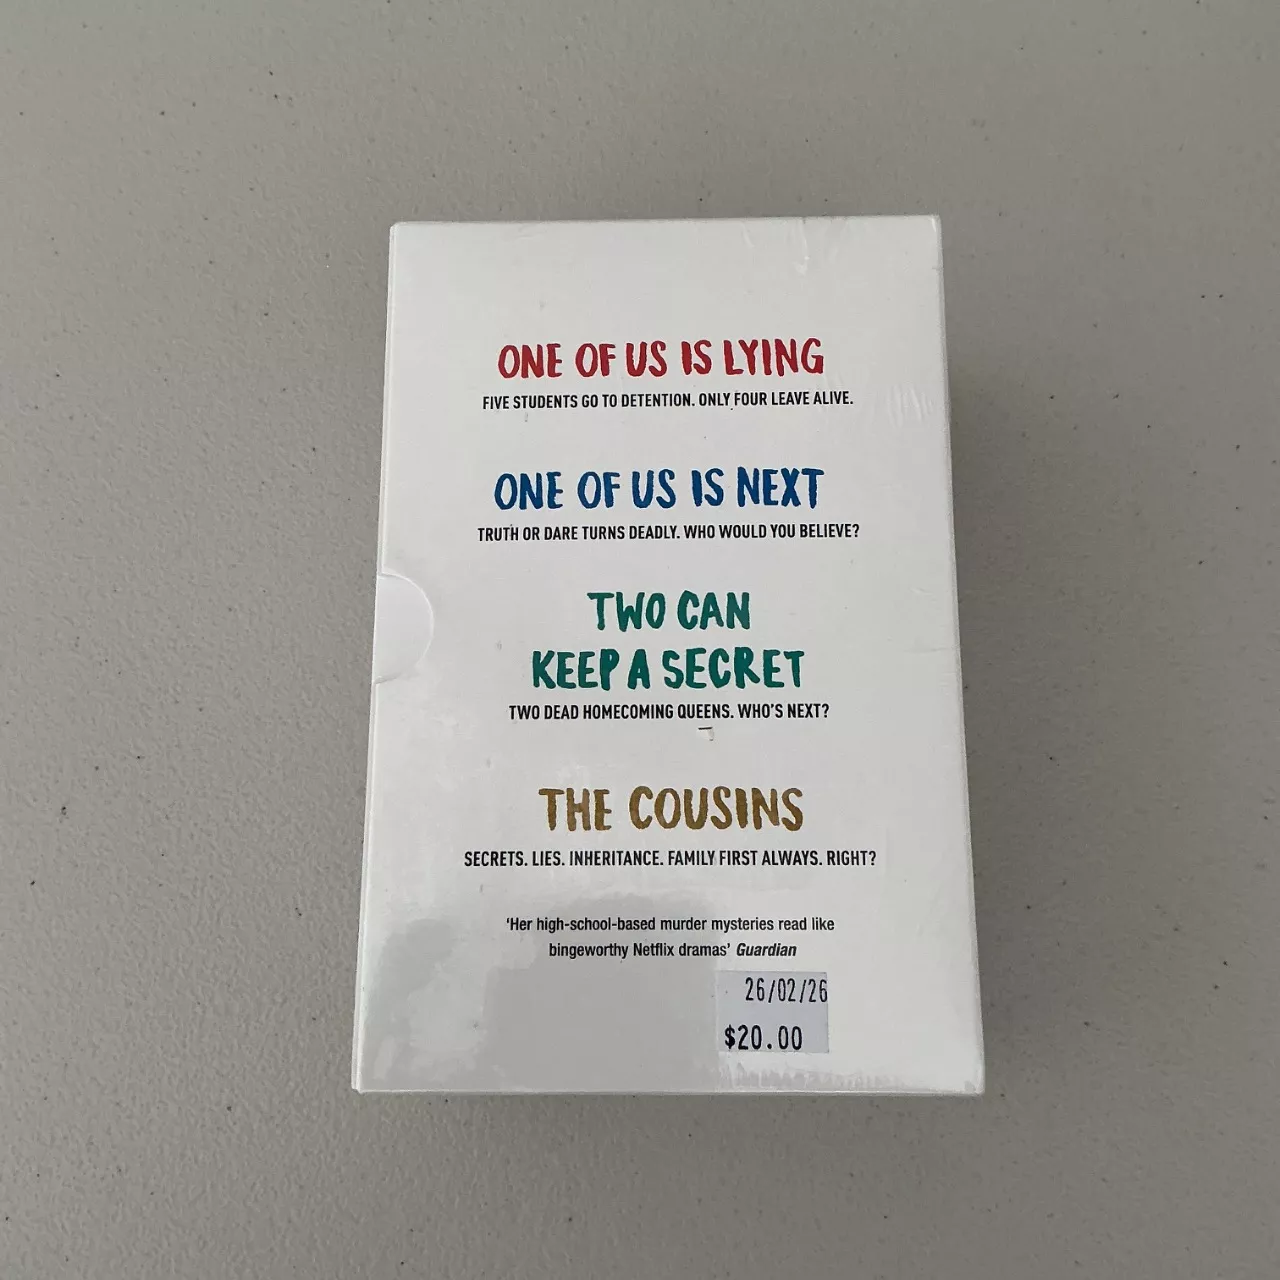 ONE OF US IS LYING
FIVE STUDENTS GO TO DETENTION. ONLY FOUR LEAVE ALIVE.
ONE OF US IS NEXT
TRUTH OR DARE TURNS DEADLY. WHO WOULD YOU BELIEVE?
TWO CAN
KEEP A SECRET
TWO DEAD HOMECOMING QUEENS. WHO'S NEXT?
THE COUSINS
SECRETS. LIES. INHERITANCE. FAMILY FIRST ALWAYS. RIGHT?
'Her high-school-based murder mysteries read like
bingeworthy Netflix dramas' Guardian
26/02/26
$20.00